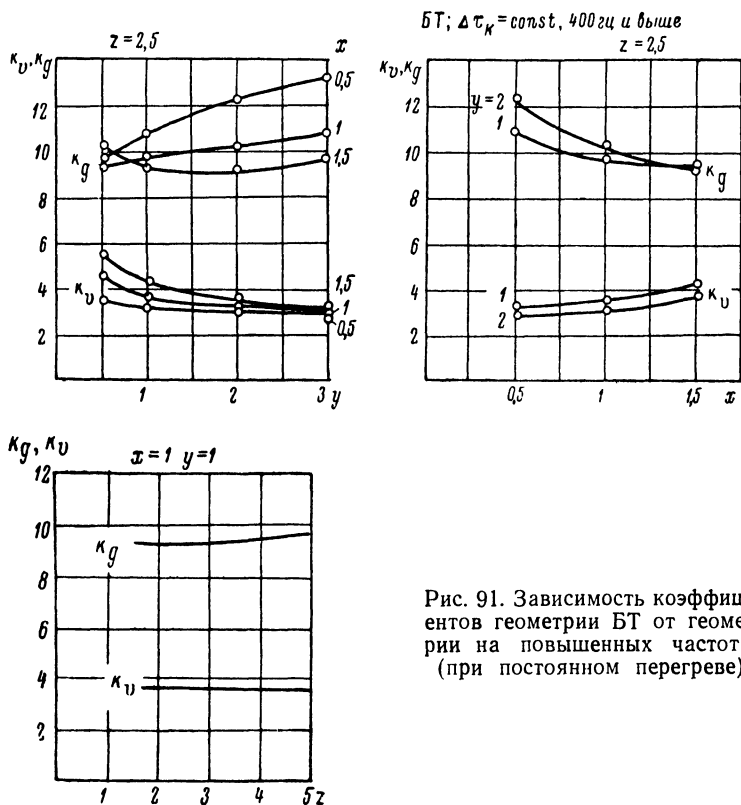 БТ; Δτк = const, 400 гц и выше
z = 2,5
x
κυ, κg
12
10
8
6
4
2
κg
κυ
0,5
1
1,5
1,5
1
0,5
1
2
3 y
z = 2,5
κυ, κg
12
10
8
6
4
2
y = 2
1
κg
1
2
κυ
0,5
1
1,5
x
κg, κυ
x = 1 y = 1
12
10
8
6
4
2
κg
κυ
1
2
3
4
5 z
Рис. 91. Зависимость коэффиц
ентов геометрии БТ от геоме
рии на повышенных частот
(при постоянном перегреве)